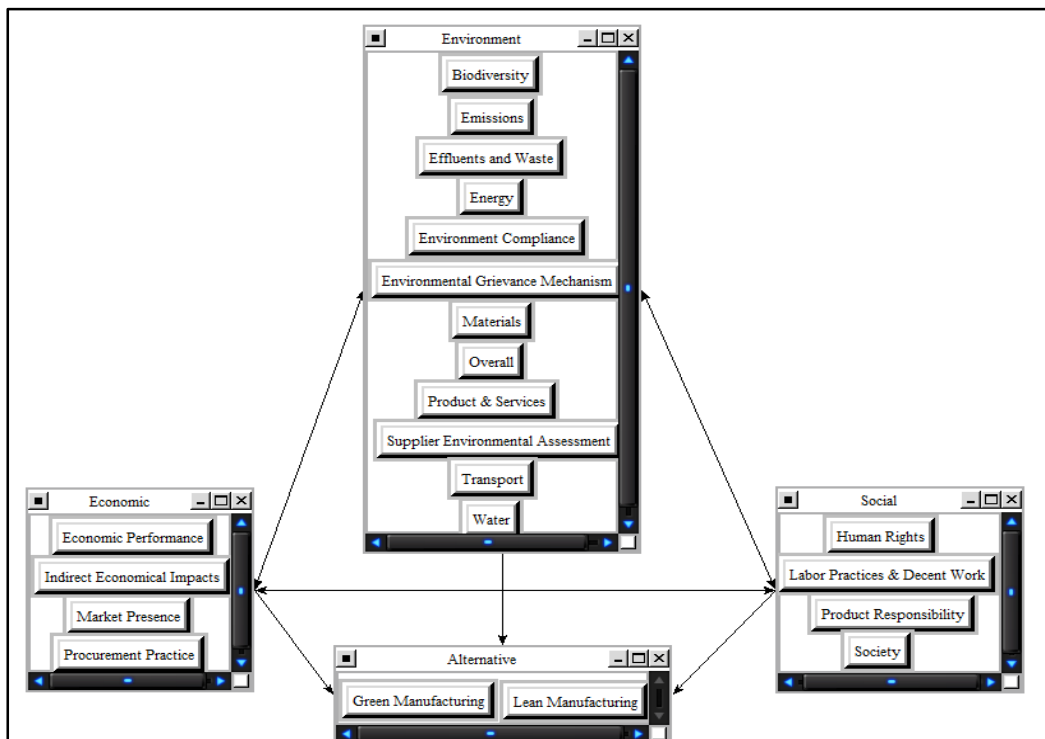 Environment
Biodiversity
Emissions
Effluents and Waste
Energy
Environment Compliance
Environmental Grievance Mechanism
Materials
Overall
Product & Services
Supplier Environmental Assessment
Transport
Water
Economic
Economic Performance
Indirect Economical Impacts
Market Presence
Procurement Practice
Social
Human Rights
Labor Practices & Decent Work
Product Responsibility
Society
Alternative
Green Manufacturing
Lean Manufacturing